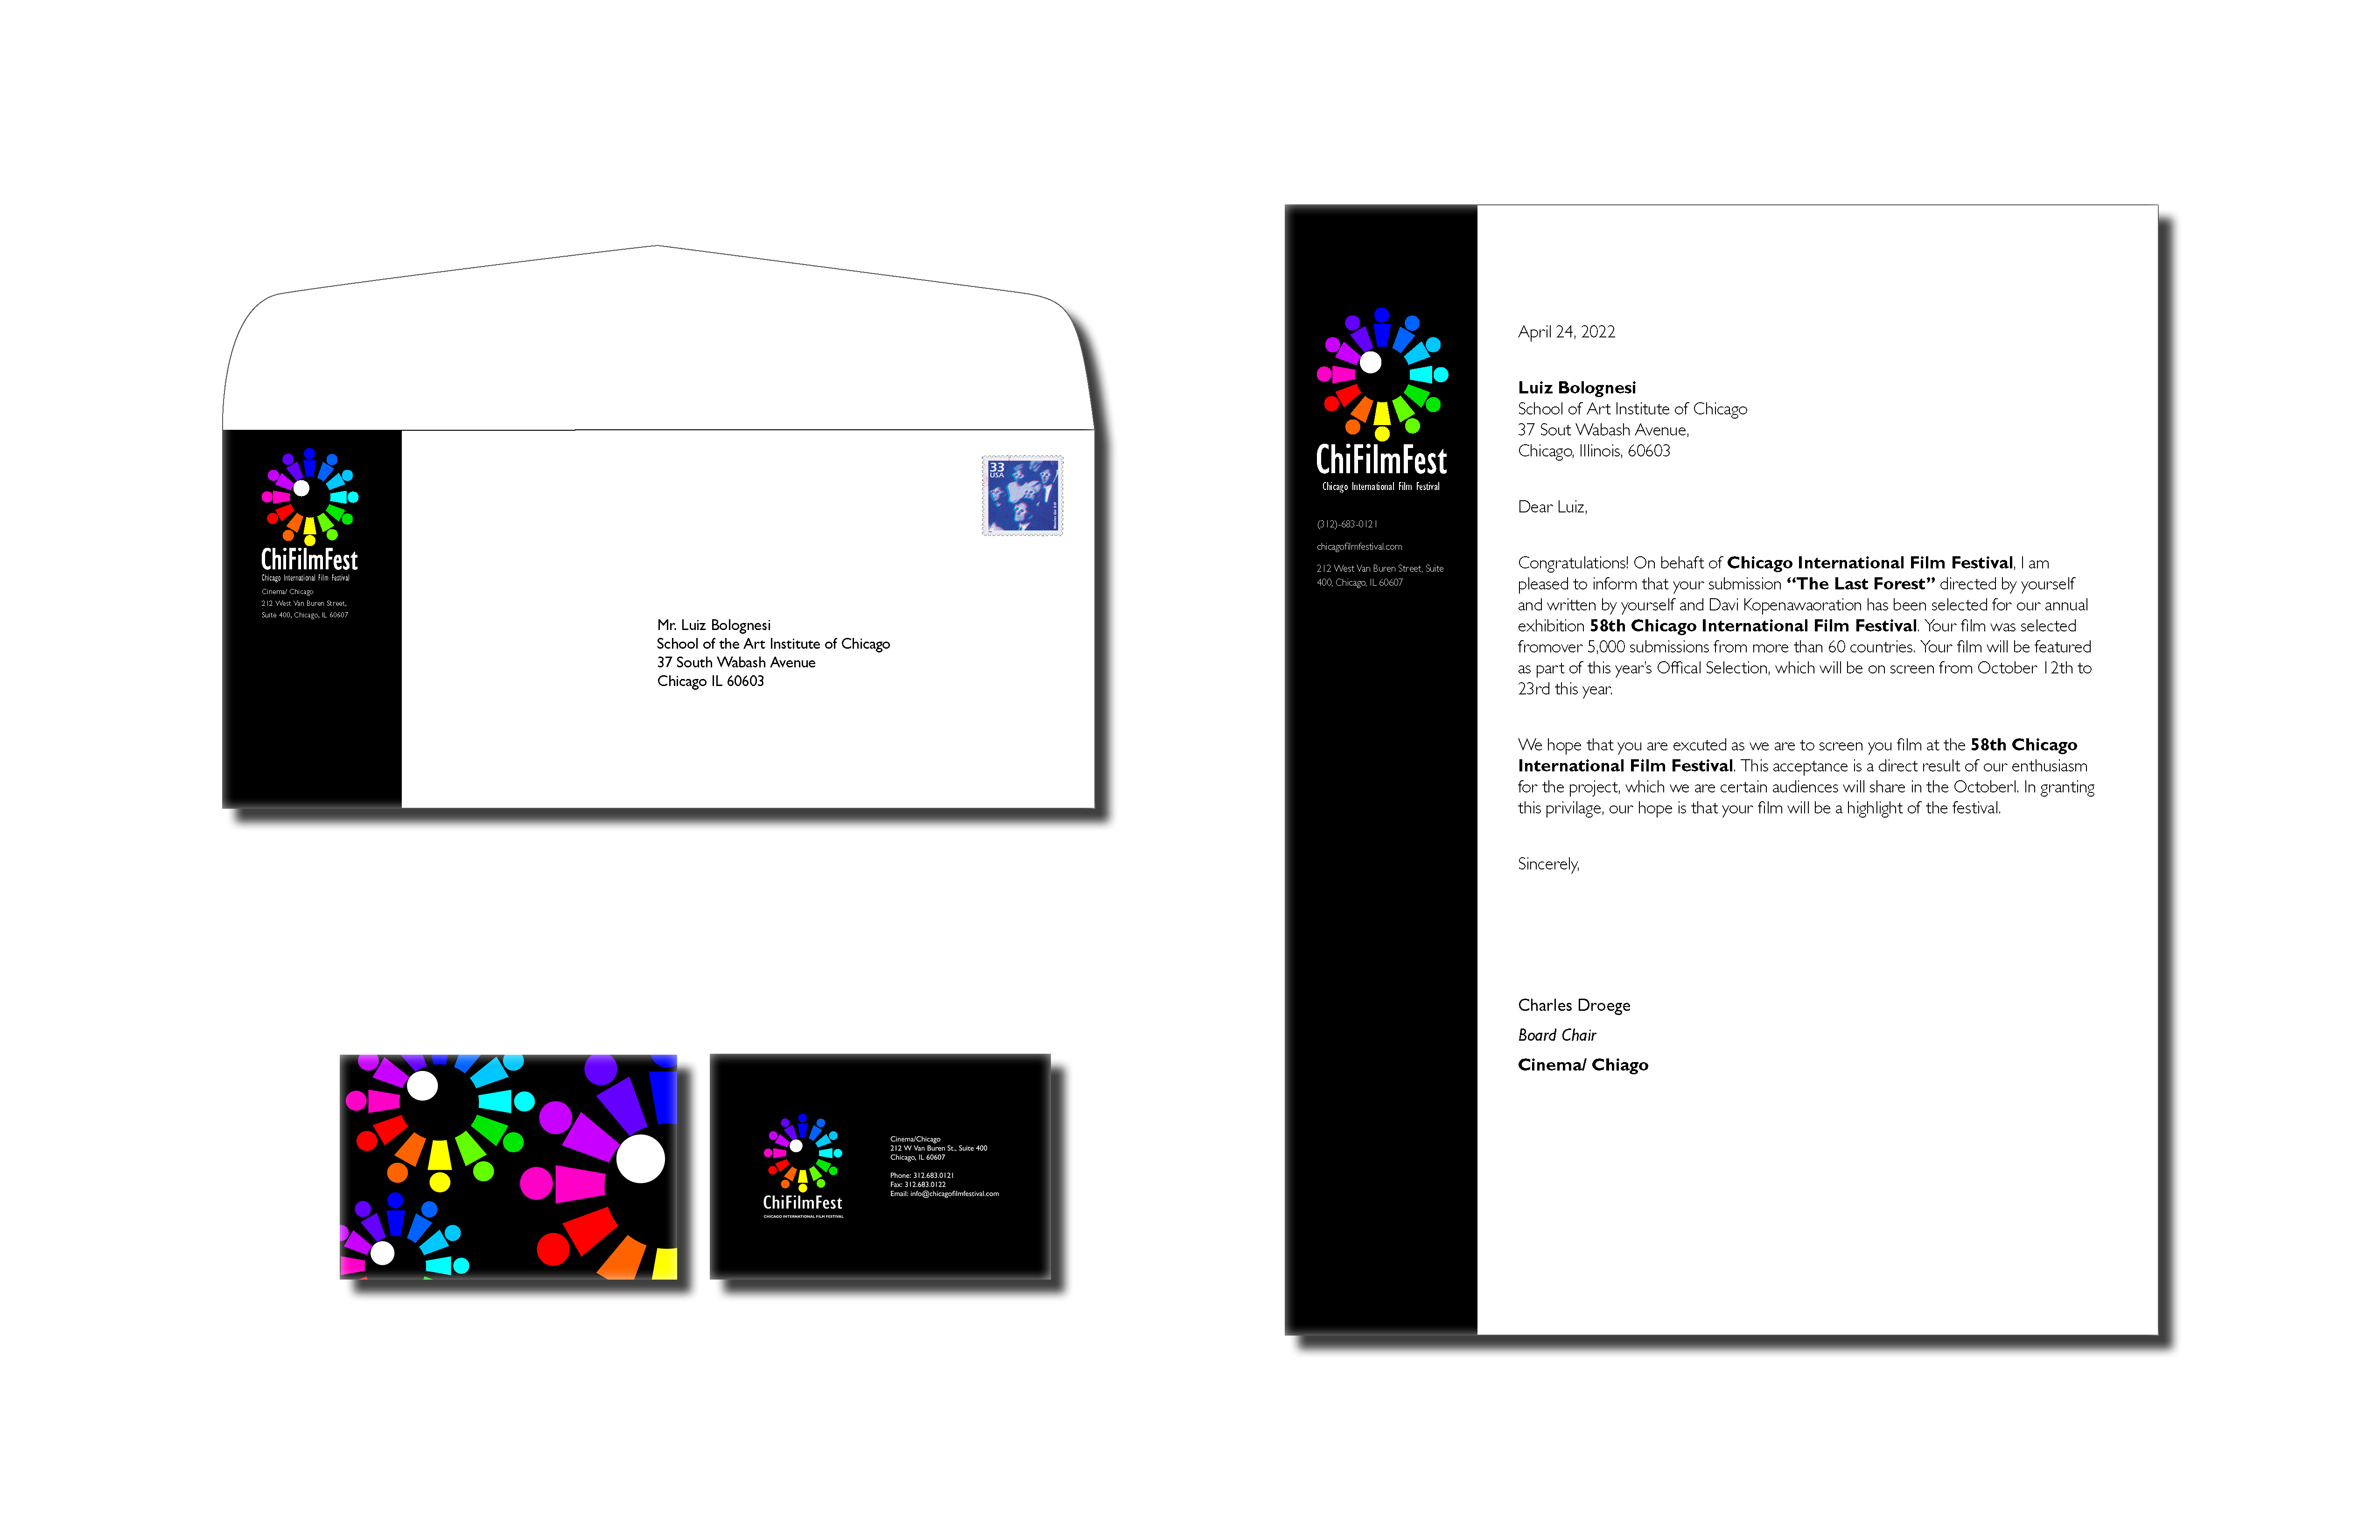 ChiFilmFest
Chicago International Film Festival
Cinema/ Chicago
212 West Van Buren Street,
Suite 400, Chicago, IL 60607
33
USA
Mr. Luiz Bolognesi
School of the Art Institute of Chicago
37 South Wabash Avenue
Chicago IL 60603
ChiFilmFest
CHICAGO INTERNATIONAL FILM FESTIVAL
Cinema/Chicago
212 W Van Buren St., Suite 400
Chicago, IL 60607
Phone: 312.683.0121
Fax: 312.683.0122
Email: info@chicagofilmfestival.com
ChiFilmFest
Chicago International Film Festival
(312)-683-0121
chicagofilmfestival.com
212 West Van Buren Street, Suite
400, Chicago, IL 60607
April 24, 2022
Luiz Bolognesi
School of Art Institute of Chicago
37 Sout Wabash Avenue,
Chicago, Illinois, 60603
Dear Luiz,
Congratulations! On behaft of Chicago International Film Festival, I am
pleased to inform that your submission “The Last Forest” directed by yourself
and written by yourself and Davi Kopenawaoration has been selected for our annual
exhibition 58th Chicago International Film Festival. Your film was selected
fromover 5,000 submissions from more than 60 countries. Your film will be featured
as part of this year's Offical Selection, which will be on screen from October 12th to
23rd this year.
We hope that you are excuted as we are to screen you film at the 58th Chicago
International Film Festival. This acceptance is a direct result of our enthusiasm
for the project, which we are certain audiences will share in the Octoberl. In granting
this privilage, our hope is that your film will be a highlight of the festival.
Sincerely,
Charles Droege
Board Chair
Cinema/ Chiago